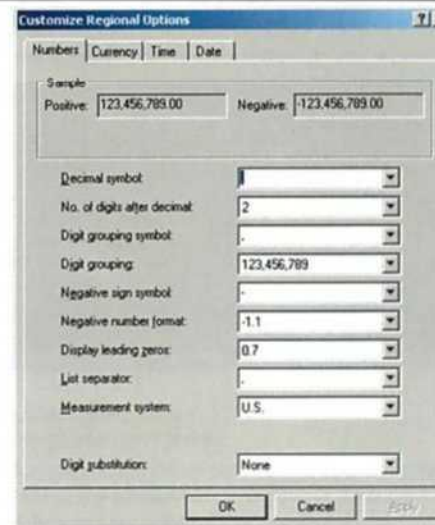 Customize Regional Options
?
Numbers Currency Time Date
Sample
Positive: 123,456,789.00 Negative: -123,456,789.00
Decimal symbol:
No. of digits after decimal: 2
Digit grouping symbol: ,
Digit grouping: 123,456,789
Negative sign symbol: -
Negative number format: -1.1
Display leading zeros: 0.7
List separator: ,
Measurement system: U.S.
Digit substitution: None
OK Cancel Apply